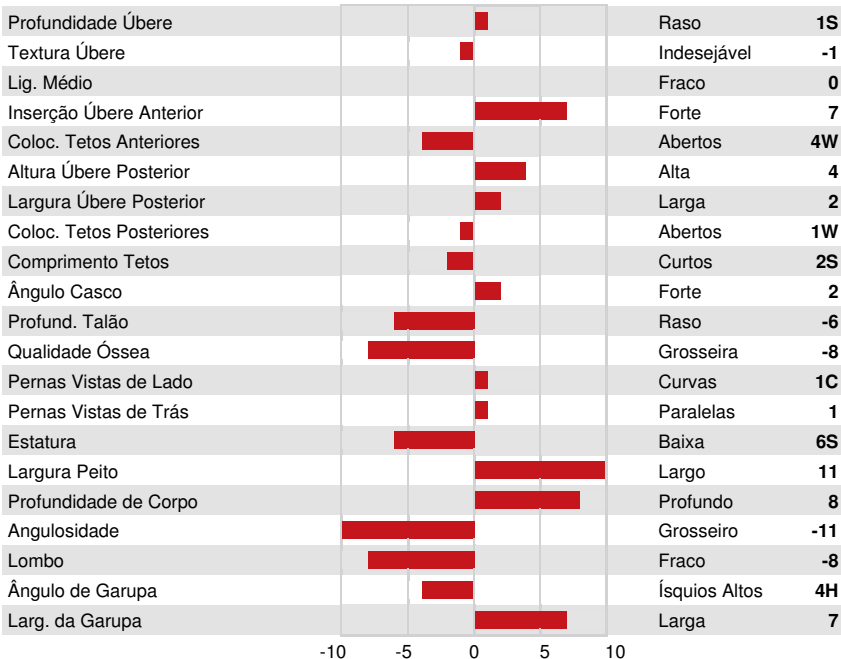 Profundidade Úbere Raso 1S
Textura Úbere Indesejável -1
Lig. Médio Fraco 0
Inserção Úbere Anterior Forte 7
Coloc. Tetos Anteriores Abertos 4W
Altura Úbere Posterior Alta 4
Largura Úbere Posterior Larga 2
Coloc. Tetos Posteriores Abertos 1W
Comprimento Tetos Curtos 2S
Ângulo Casco Forte 2
Profund. Talão Raso -6
Qualidade Óssea Grosseira -8
Pernas Vistas de Lado Curvas 1C
Pernas Vistas de Trás Paralelas 1
Estatura Baixa 6S
Largura Peito Largo 11
Profundidade de Corpo Profundo 8
Angulosidade Grosseiro -11
Lombo Fraco -8
Ângulo de Garupa Ísquios Altos 4H
Larg. da Garupa Larga 7
-10 -5 0 5 10